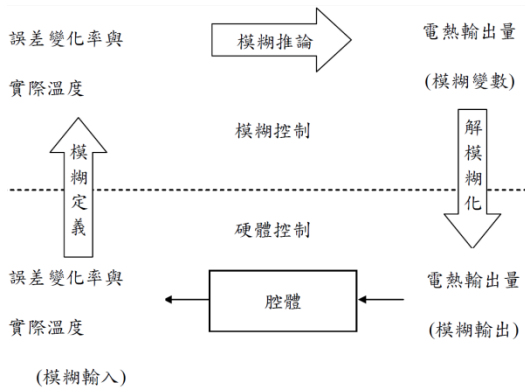 誤差變化率與
實際溫度
模糊推論
電熱輸出量
(模糊變數)
模糊控制
模糊定義
解模糊化
硬體控制
誤差變化率與
實際溫度
(模糊輸入)
腔體
電熱輸出量
(模糊輸出)